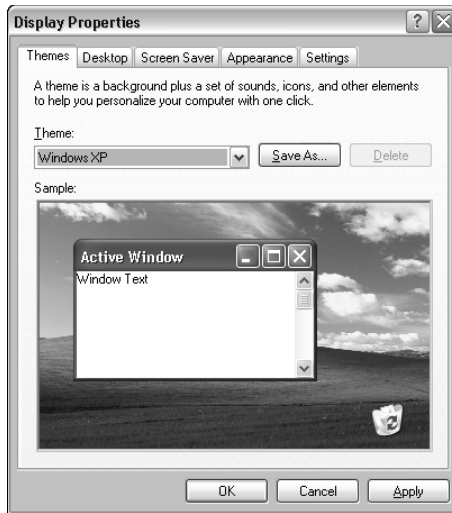 Display Properties
Themes Desktop Screen Saver Appearance Settings
A theme is a background plus a set of sounds, icons, and other elements
to help you personalize your computer with one click.
Theme:
Windows XP Save As... Delete
Sample:
Active Window
Window Text
OK Cancel Apply